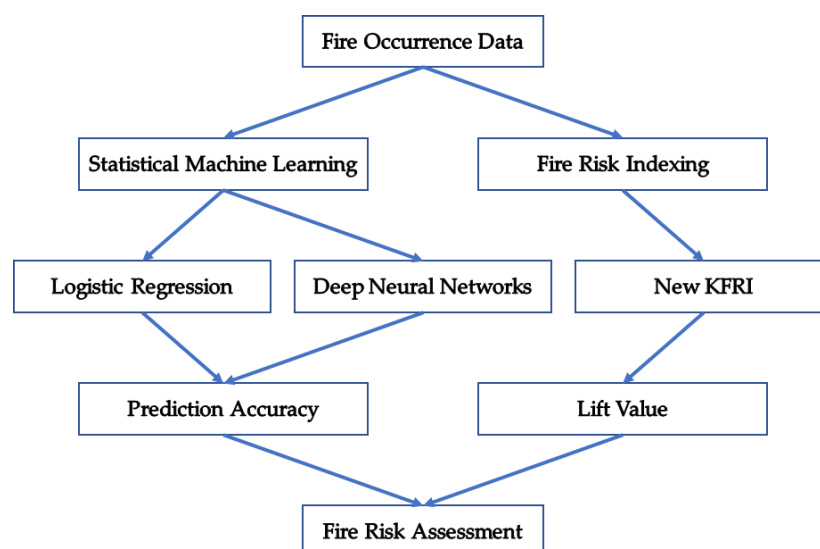 Fire Occurrence Data
Statistical Machine Learning
Fire Risk Indexing
Logistic Regression
Deep Neural Networks
New KFRI
Prediction Accuracy
Lift Value
Fire Risk Assessment